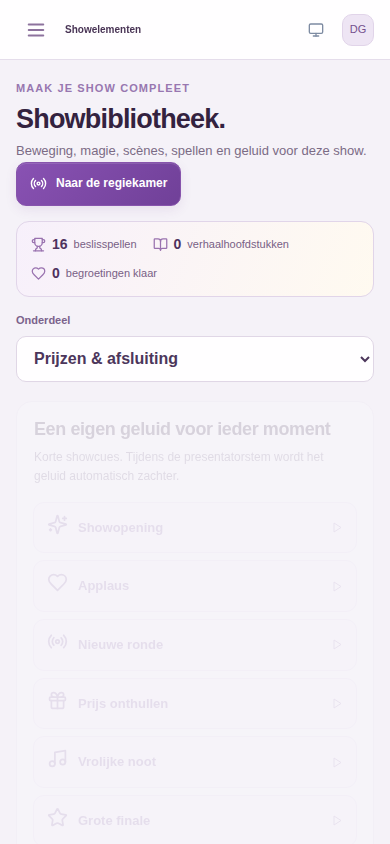 Showelementen
DG
MAAK JE SHOW COMPLEET
Showbibliotheek.
Beweging, magie, scènes, spellen en geluid voor deze show.
Naar de regiekamer
16 beslisspellen 0 verhaalhoofdstukken
0 begroetingen klaar
Onderdeel
Prijzen & afsluiting
Een eigen geluid voor ieder moment
Korte showcues. Tijdens de presentatorstem wordt het
geluid automatisch zachter.
Showopening
Applaus
Nieuwe ronde
Prijs onthullen
Vrolijke noot
Grote finale